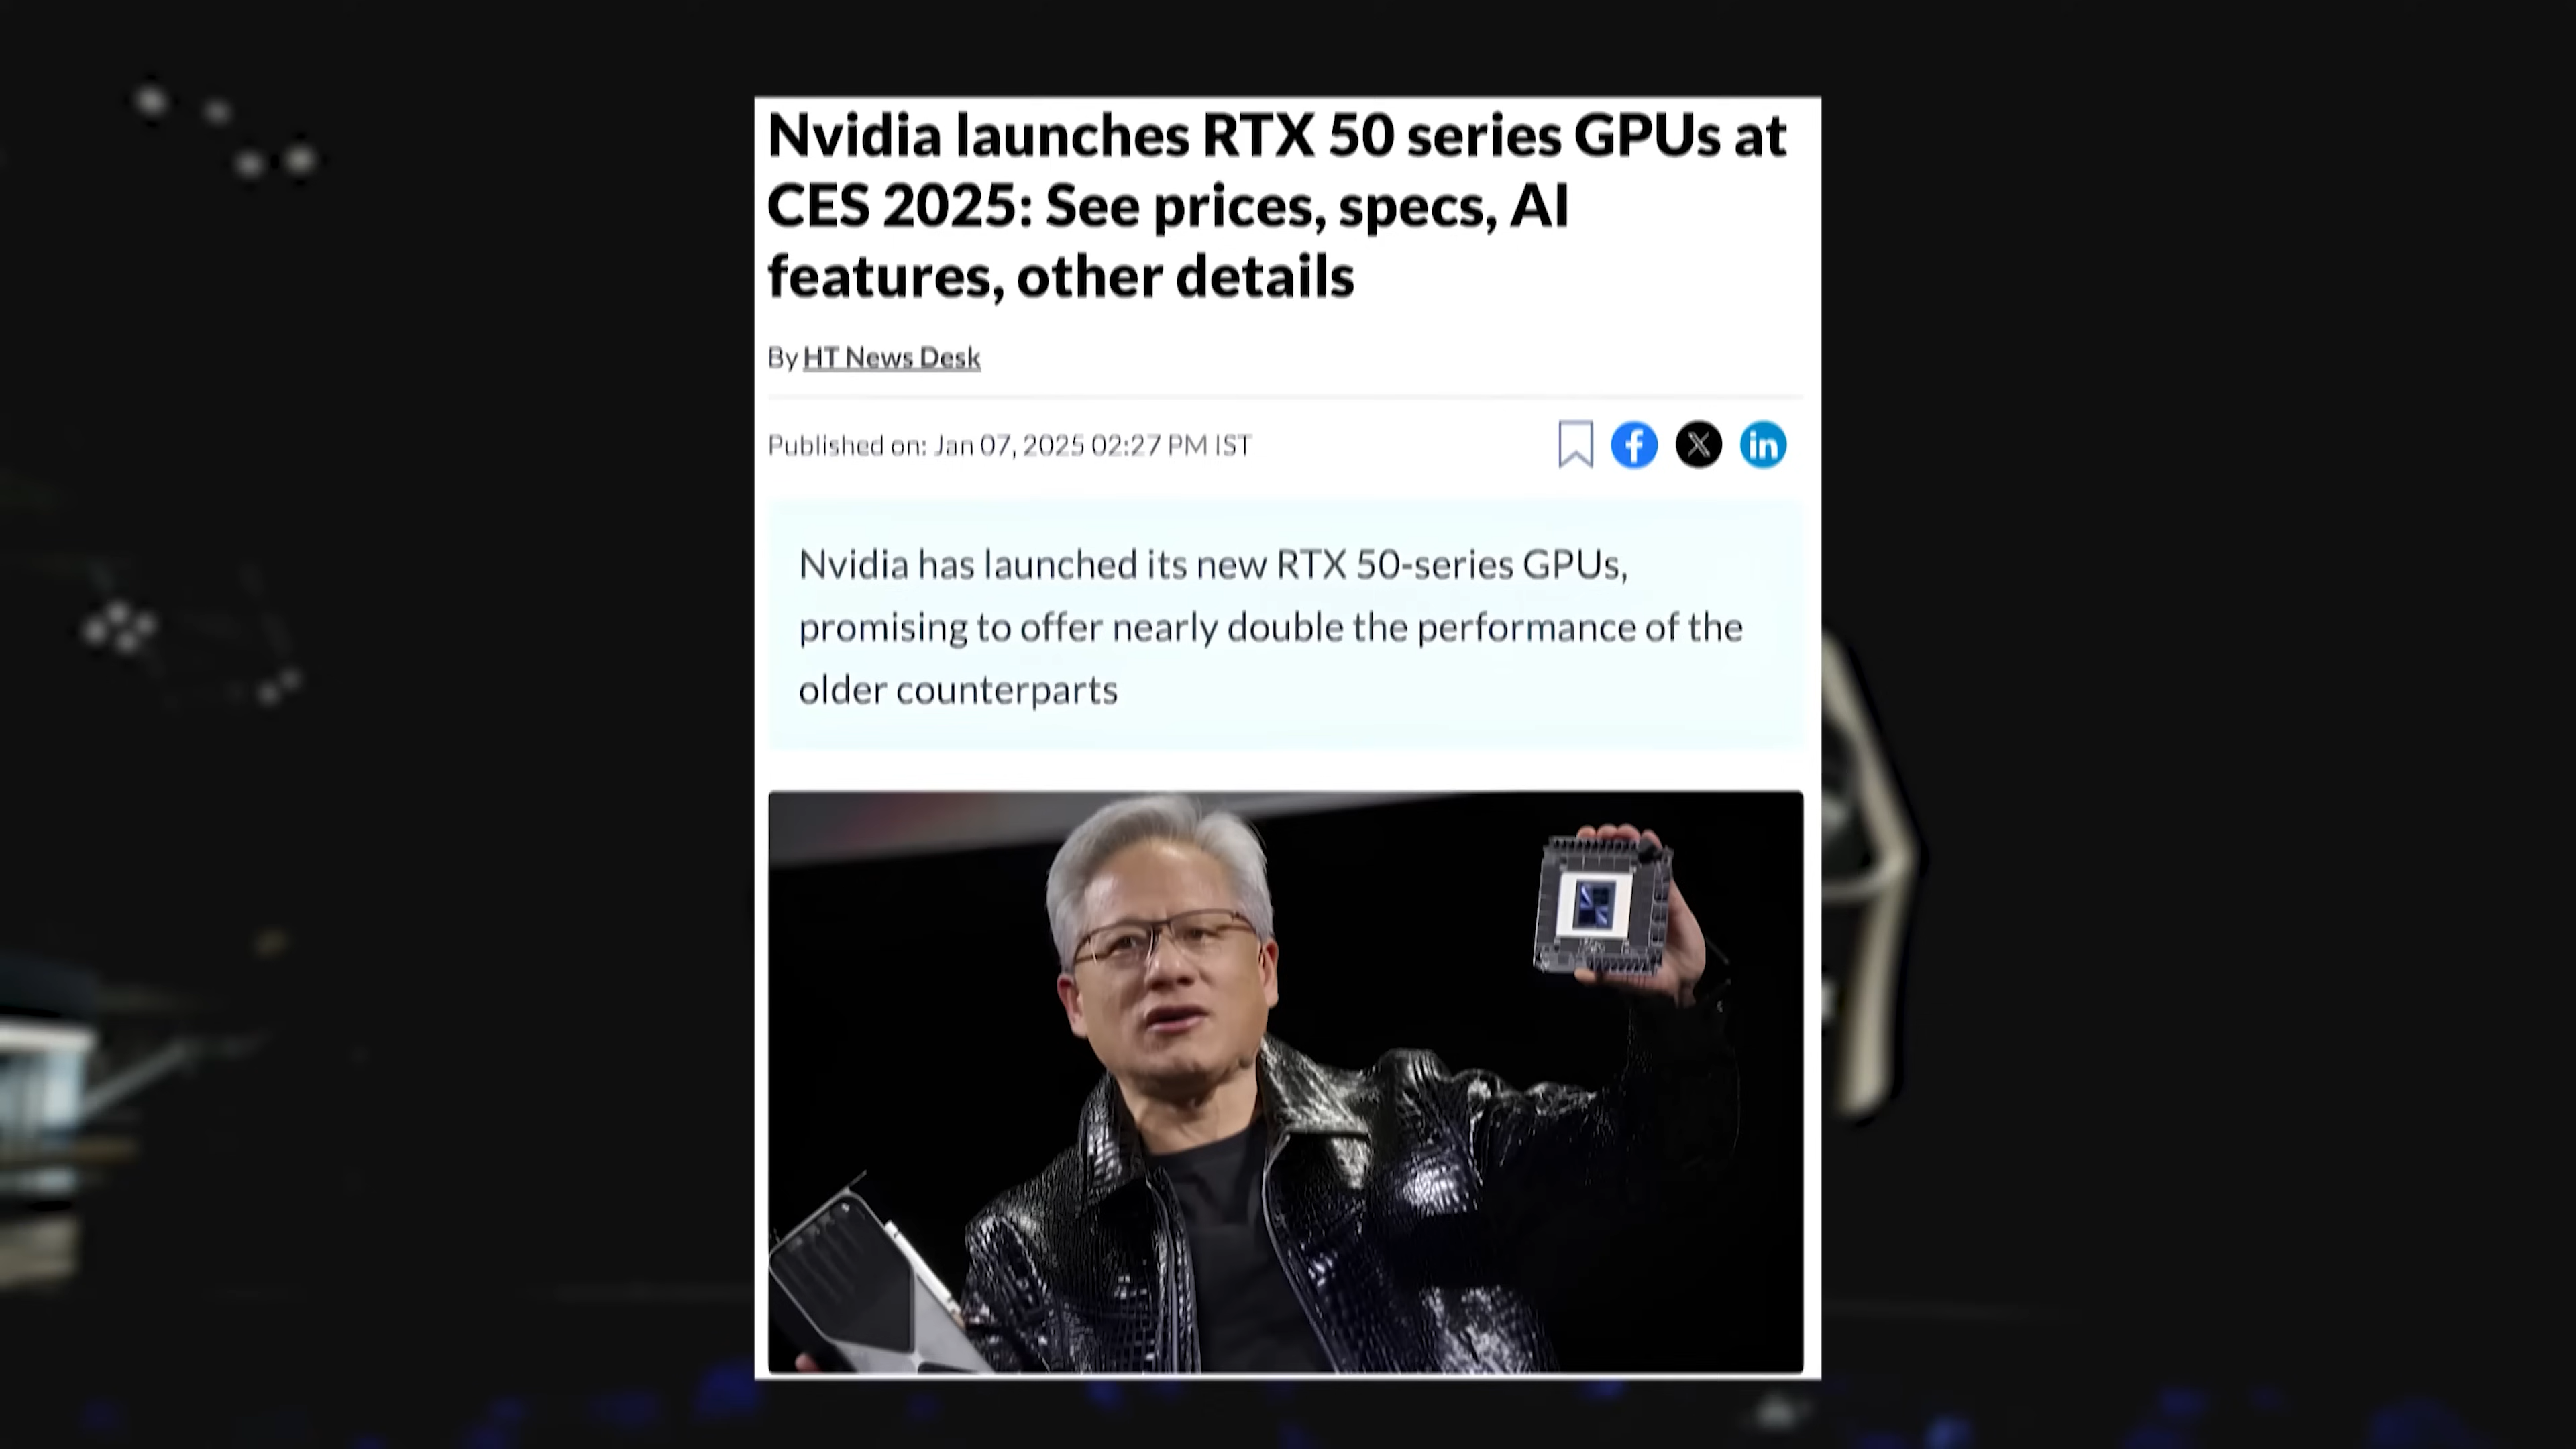 Nvidia launches RTX 50 series GPUs at
CES 2025: See prices, specs, AI
features, other details
By HT News Desk
Published on: Jan 07, 2025 02:27 PM IST
Nvidia has launched its new RTX 50-series GPUs,
promising to offer nearly double the performance of the
older counterparts